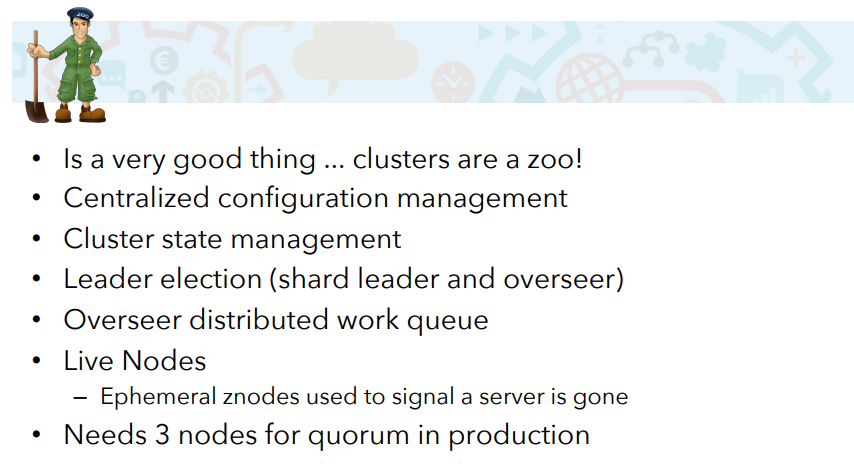 ZOO
• Is a very good thing ... clusters are a zoo!
• Centralized configuration management
• Cluster state management
• Leader election (shard leader and overseer)
• Overseer distributed work queue
• Live Nodes
– Ephemeral znodes used to signal a server is gone
• Needs 3 nodes for quorum in production